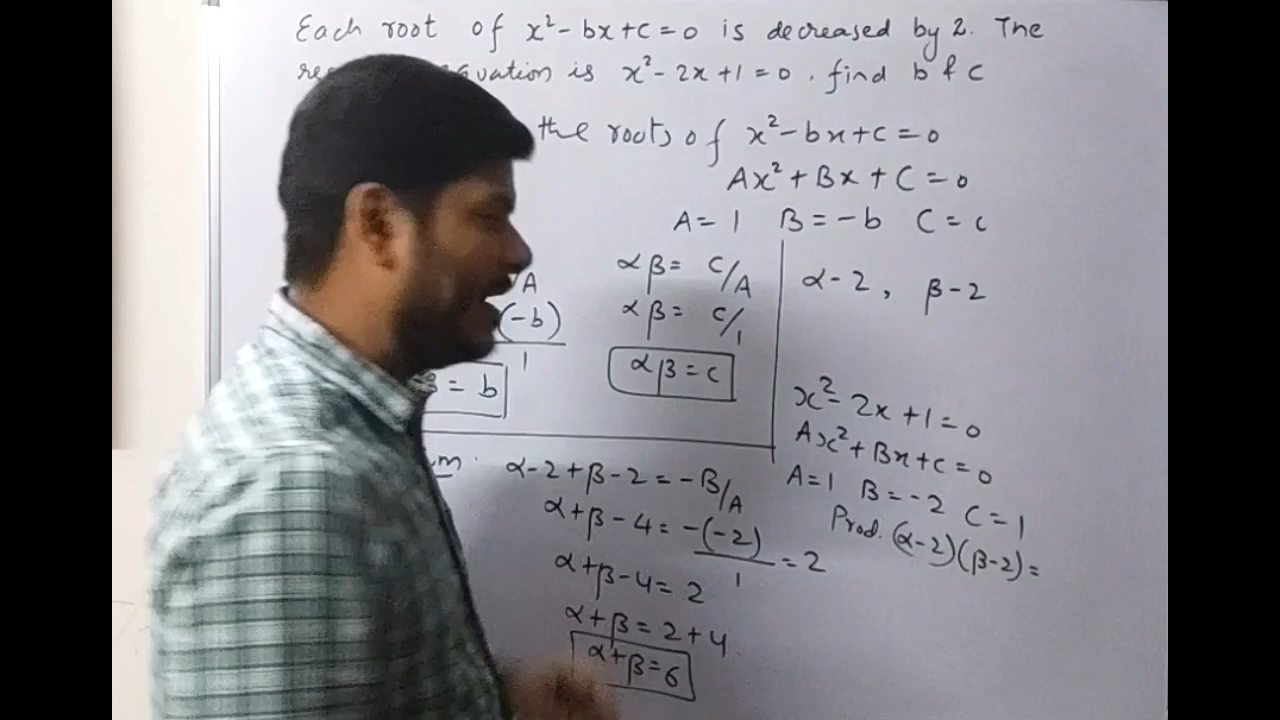 Each root of x² - bx + c = 0 is decreased by 2. The
equation is x² - 2x + 1 = 0 . find b & c
the roots of x² - bx + c = 0
Ax² + Bx + C = 0
A = 1 B = -b C = c
/A
(-b)
1
β = b
αβ = C/A
αβ = c/1
αβ = c
α-2 , β-2
x² - 2x + 1 = 0
Ax² + Bx + C = 0
A = 1 B = -2 C = 1
Prod. (α-2)(β-2) =
α-2 + β-2 = -B/A
α + β - 4 = -(-2)/1 = 2
α + β - 4 = 2
α + β = 2 + 4
α + β = 6